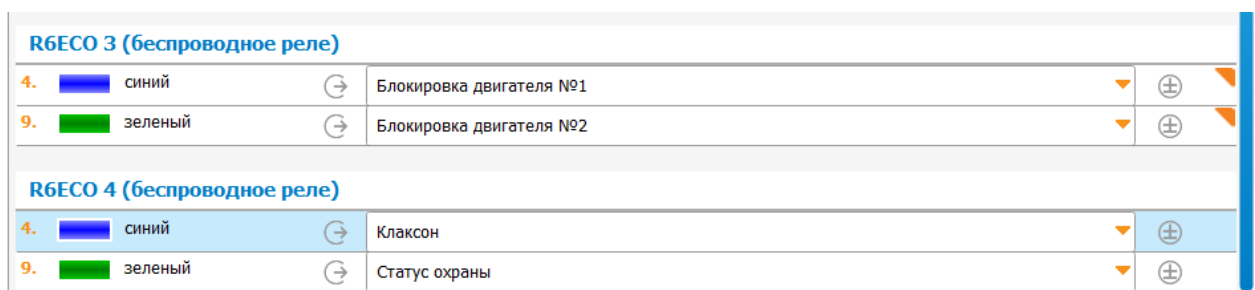 R6ECO 3 (беспроводное реле)
4. синий Блокировка двигателя №1
9. зеленый Блокировка двигателя №2
R6ECO 4 (беспроводное реле)
4. синий Клаксон
9. зеленый Статус охраны